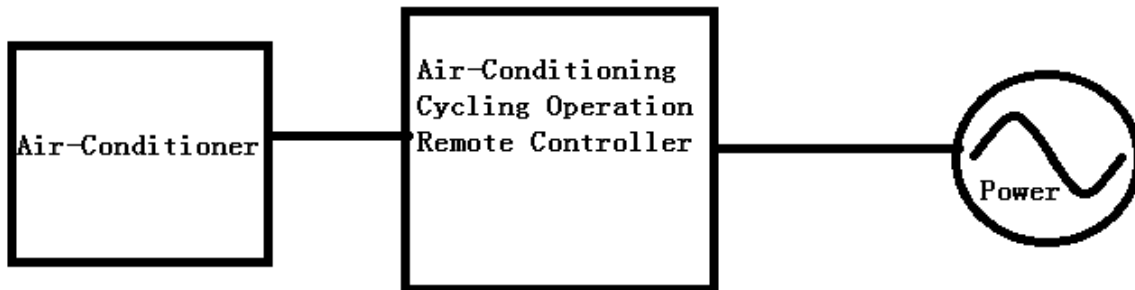 Air-Conditioner
Air-Conditioning
Cycling Operation
Remote Controller
Power